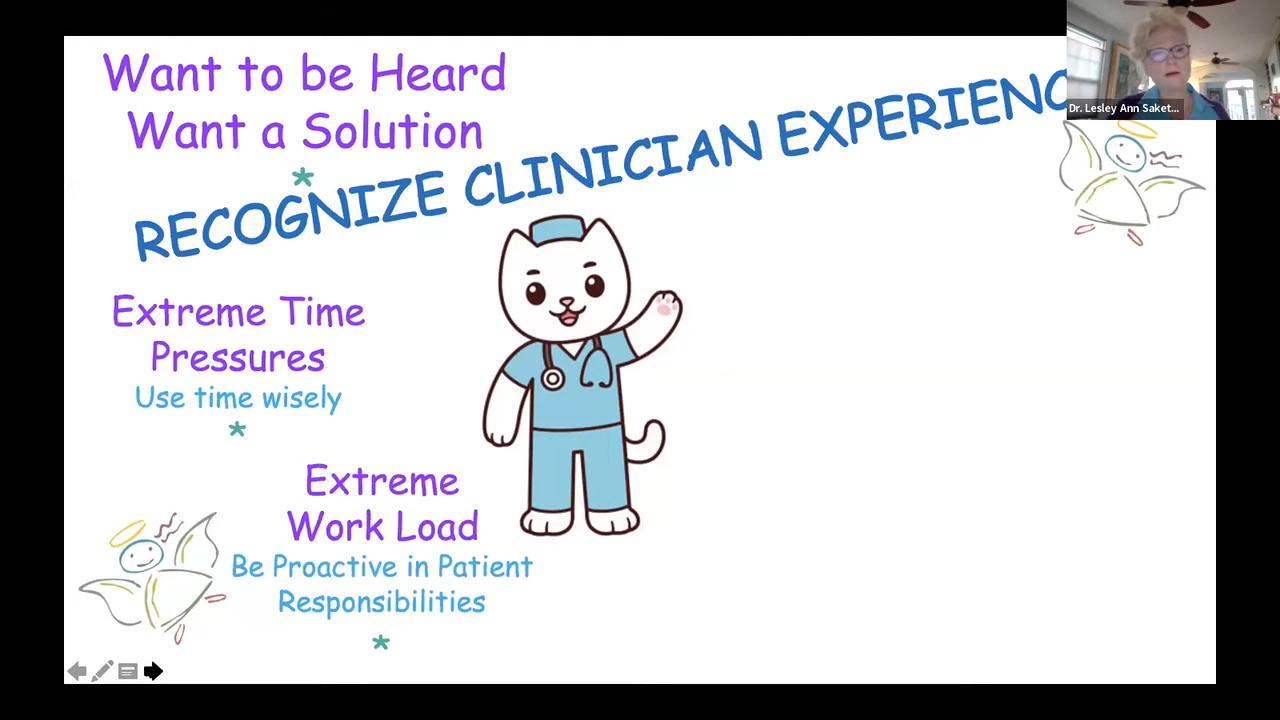 Want to be Heard
Want a Solution
*
RECOGNIZE CLINICIAN EXPERIENC
Extreme Time
Pressures
Use time wisely
*
Extreme
Work Load
Be Proactive in Patient
Responsibilities
*
Dr. Lesley Ann Saket...